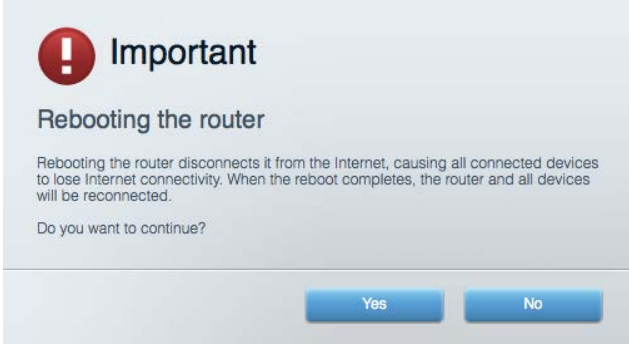 Important
Rebooting the router
Rebooting the router disconnects it from the Internet, causing all connected devices
to lose Internet connectivity. When the reboot completes, the router and all devices
will be reconnected.
Do you want to continue?
Yes No